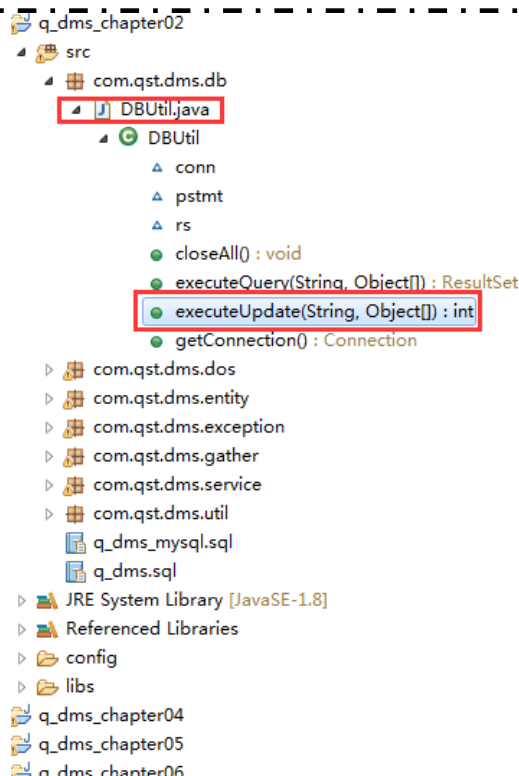 q_dms_chapter02
src
com.qst.dms.db
DBUtil.java
DBUtil
conn
pstmt
rs
closeAll() : void
executeQuery(String, Object[]) : ResultSet
executeUpdate(String, Object[]) : int
getConnection() : Connection
com.qst.dms.dos
com.qst.dms.entity
com.qst.dms.exception
com.qst.dms.gather
com.qst.dms.service
com.qst.dms.util
q_dms_mysql.sql
q_dms.sql
JRE System Library [JavaSE-1.8]
Referenced Libraries
config
libs
q_dms_chapter04
q_dms_chapter05
q_dms_chapter06